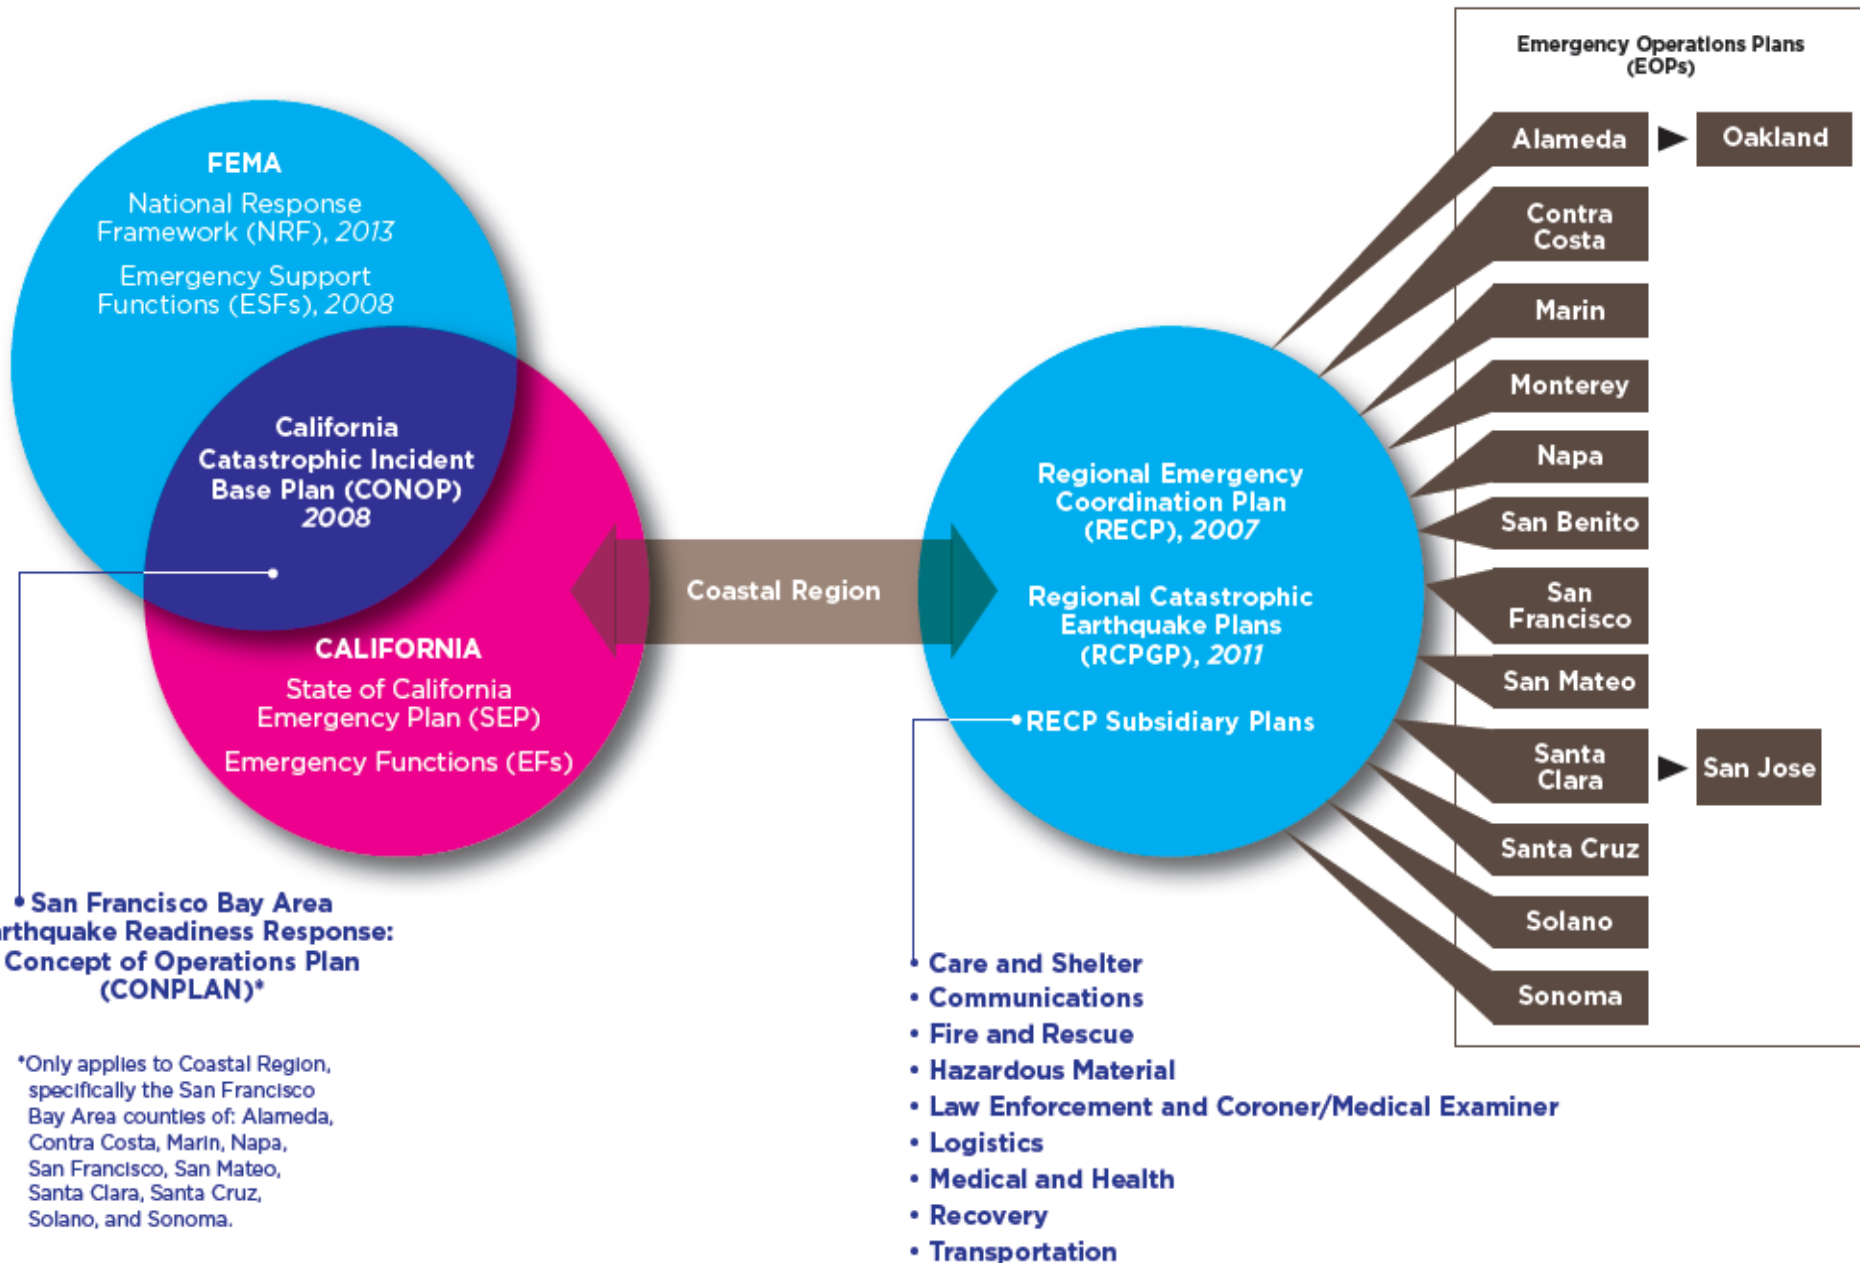 FEMA
National Response
Framework (NRF), 2013
Emergency Support
Functions (ESFs), 2008
California
Catastrophic Incident
Base Plan (CONOP)
2008
CALIFORNIA
State of California
Emergency Plan (SEP)
Emergency Functions (EFs)
• San Francisco Bay Area
arthquake Readiness Response:
Concept of Operations Plan
(CONPLAN)*
*Only applies to Coastal Region,
specifically the San Francisco
Bay Area counties of: Alameda,
Contra Costa, Marin, Napa,
San Francisco, San Mateo,
Santa Clara, Santa Cruz,
Solano, and Sonoma.
Coastal Region
Regional Emergency
Coordination Plan
(RECP), 2007
Regional Catastrophic
Earthquake Plans
(RCPGP), 2011
RECP Subsidiary Plans
• Care and Shelter
• Communications
• Fire and Rescue
• Hazardous Material
• Law Enforcement and Coroner/Medical Examiner
• Logistics
• Medical and Health
• Recovery
• Transportation
Emergency Operations Plans
(EOPs)
Alameda
Oakland
Contra
Costa
Marin
Monterey
Napa
San Benito
San
Francisco
San Mateo
Santa
Clara
San Jose
Santa Cruz
Solano
Sonoma